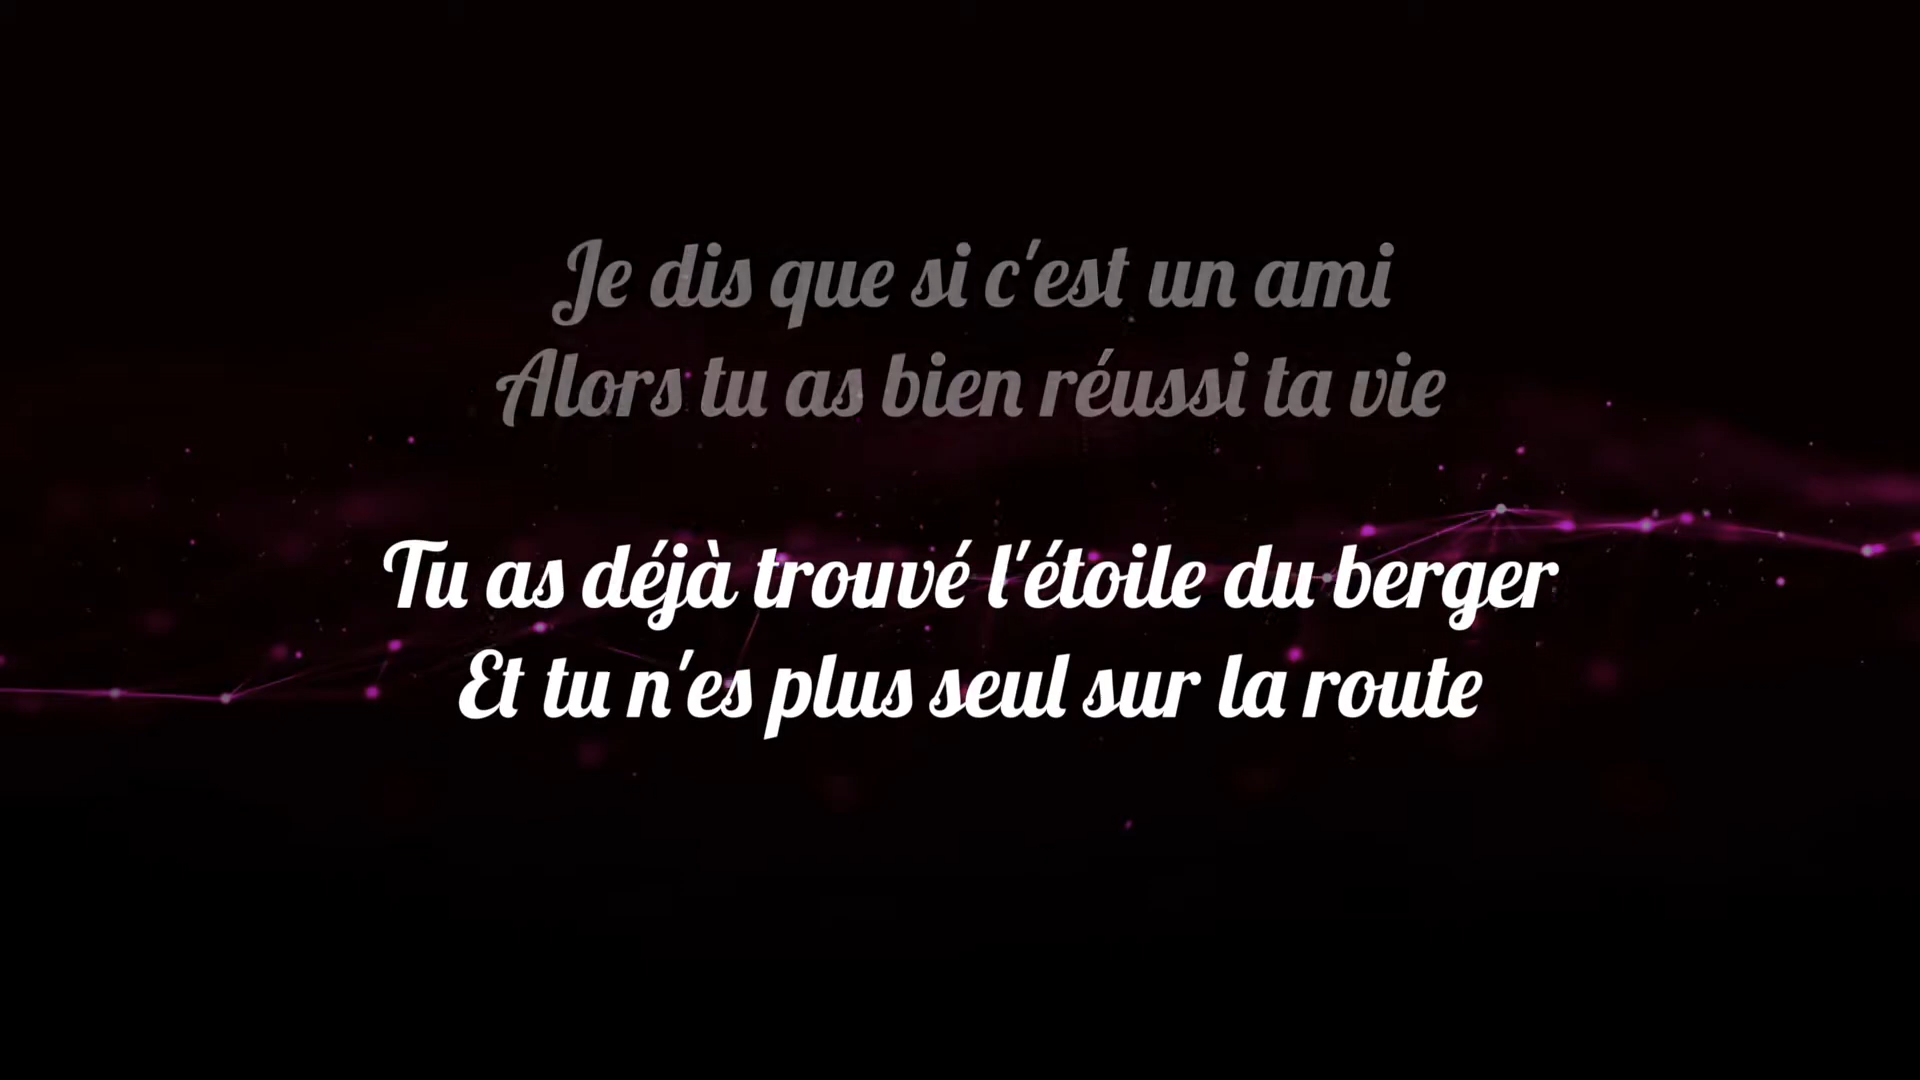 Je dis que si c'est un ami
Alors tu as bien réussi ta vie
Tu as déjà trouvé l'étoile du berger
Et tu n'es plus seul sur la route